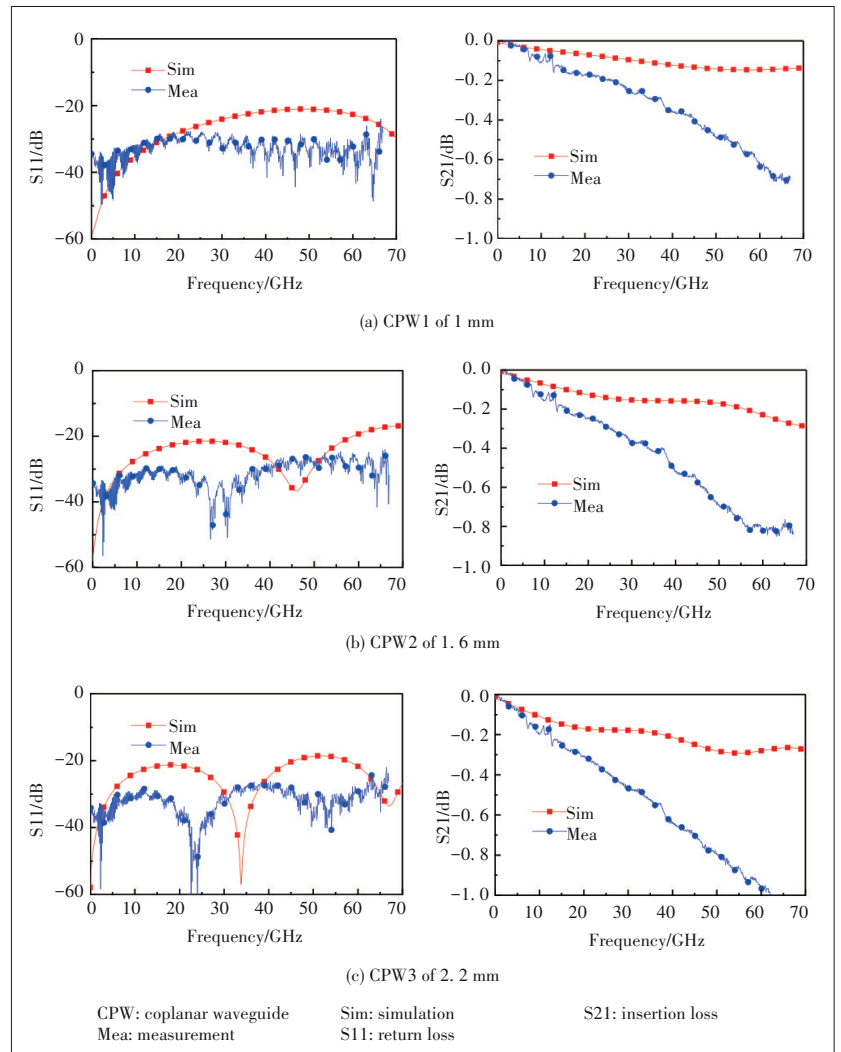 0
−20
−40
−60
S11/dB
Sim
Mea
0 10 20 30 40 50 60 70
Frequency/GHz
0.0
−0.2
−0.4
−0.6
−0.8
−1.0
S21/dB
Sim
Mea
0 10 20 30 40 50 60 70
Frequency/GHz
(a) CPW1 of 1 mm
0
−20
−40
−60
S11/dB
Sim
Mea
0 10 20 30 40 50 60 70
Frequency/GHz
0.0
−0.2
−0.4
−0.6
−0.8
−1.0
S21/dB
Sim
Mea
0 10 20 30 40 50 60 70
Frequency/GHz
(b) CPW2 of 1.6 mm
0
−20
−40
−60
S11/dB
Sim
Mea
0 10 20 30 40 50 60 70
Frequency/GHz
0.0
−0.2
−0.4
−0.6
−0.8
−1.0
S21/dB
Sim
Mea
0 10 20 30 40 50 60 70
Frequency/GHz
(c) CPW3 of 2.2 mm
CPW: coplanar waveguide Sim: simulation S21: insertion loss
Mea: measurement S11: return loss